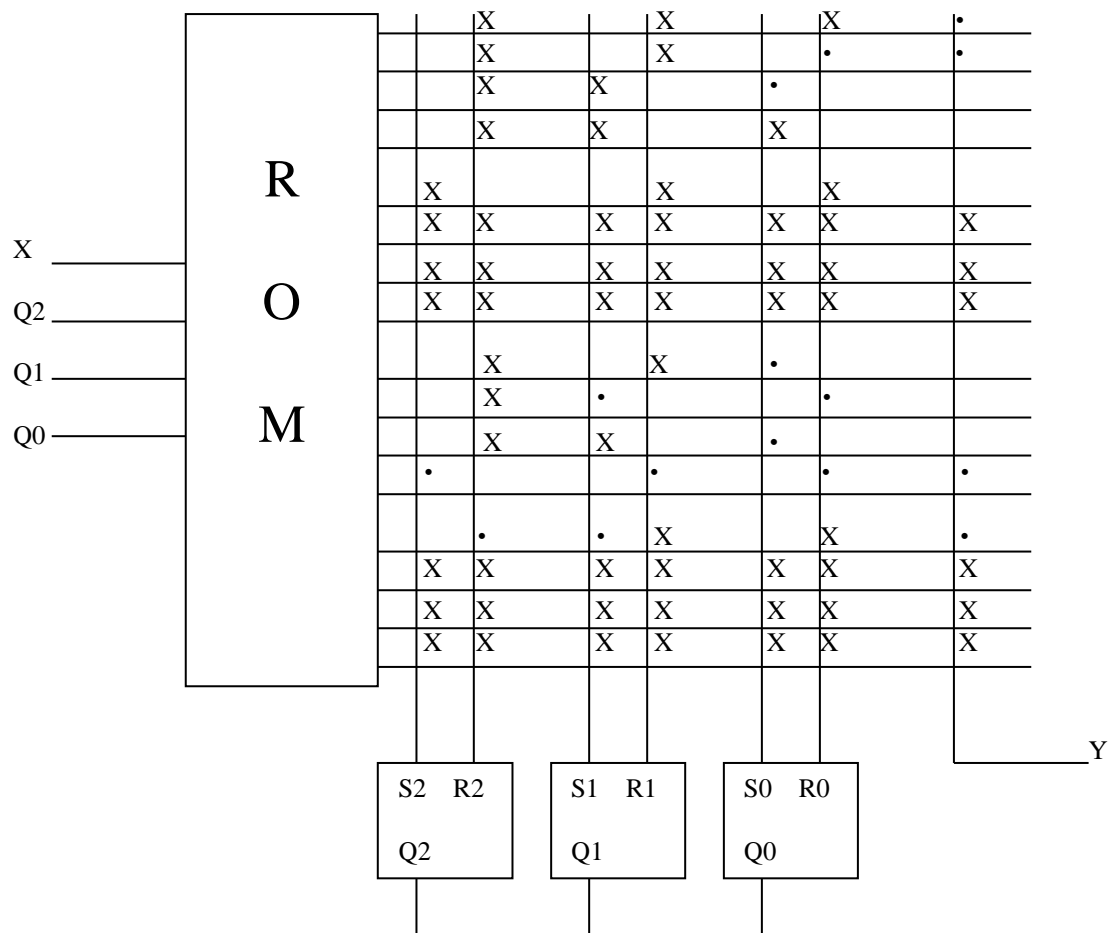 X X X •
X X • •
X X •
X X X
R
X X X
X X X X X X X
X
X X X X X X X
O
X X X X X X X
Q2
X X •
Q1
X • •
M
Q0
X X •
• • • •
• • X X •
X X X X X X X
X X X X X X X
X X X X X X X
Y
S2 R2 S1 R1 S0 R0
Q2 Q1 Q0